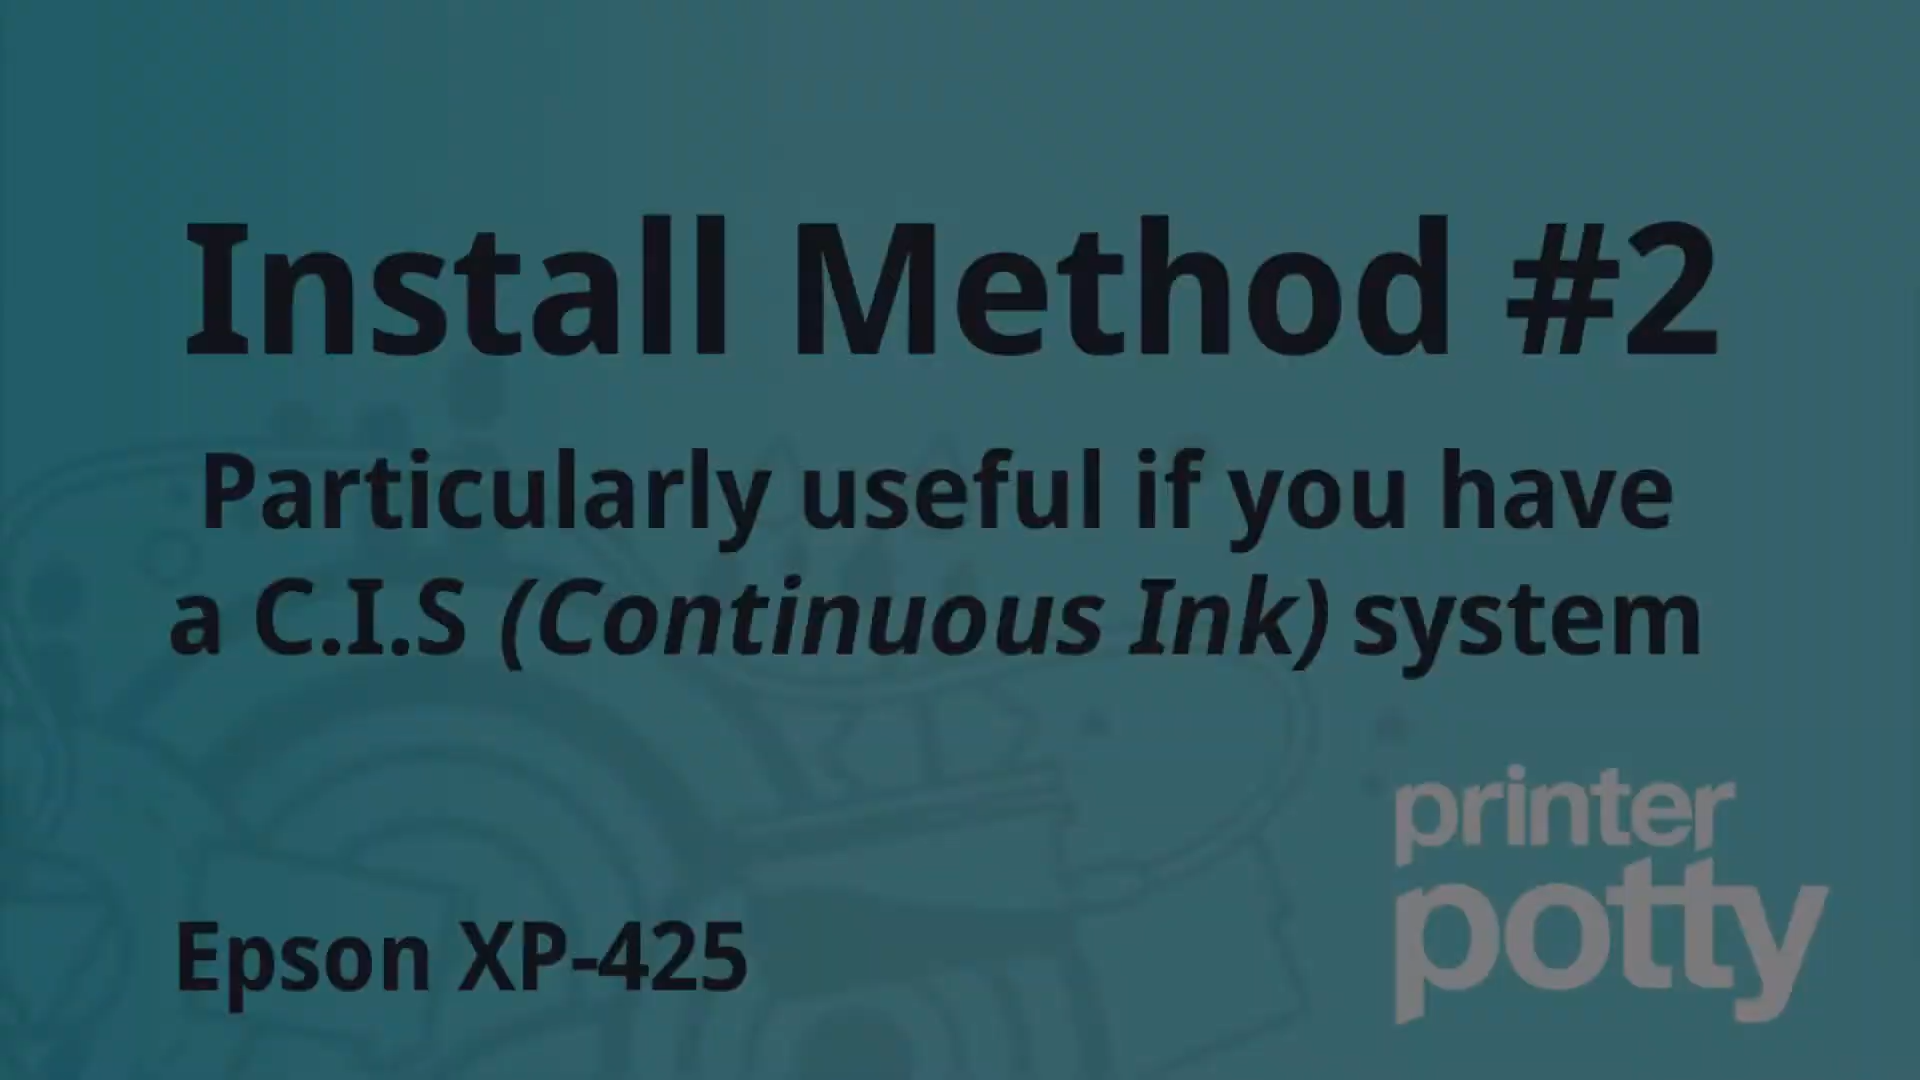 Install Method #2
Particularly useful if you have
a C.I.S (Continuous Ink) system
printer
potty
Epson XP-425